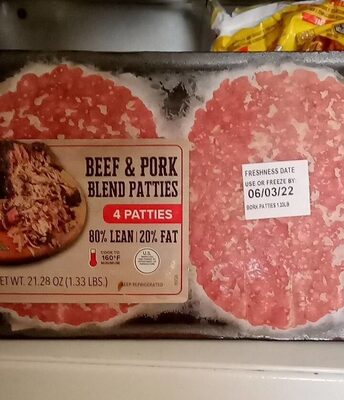 BEEF & PORK
BLEND PATTIES
4 PATTIES
80% LEAN | 20% FAT
COOK TO
160°F
U.S.
ET WT. 21.28 OZ (1.33 LBS.)
KEEP REFRIGERATED
FRESHNESS DATE
USE OR FREEZE BY
06/03/22
BORK PATTIES 1.33LB